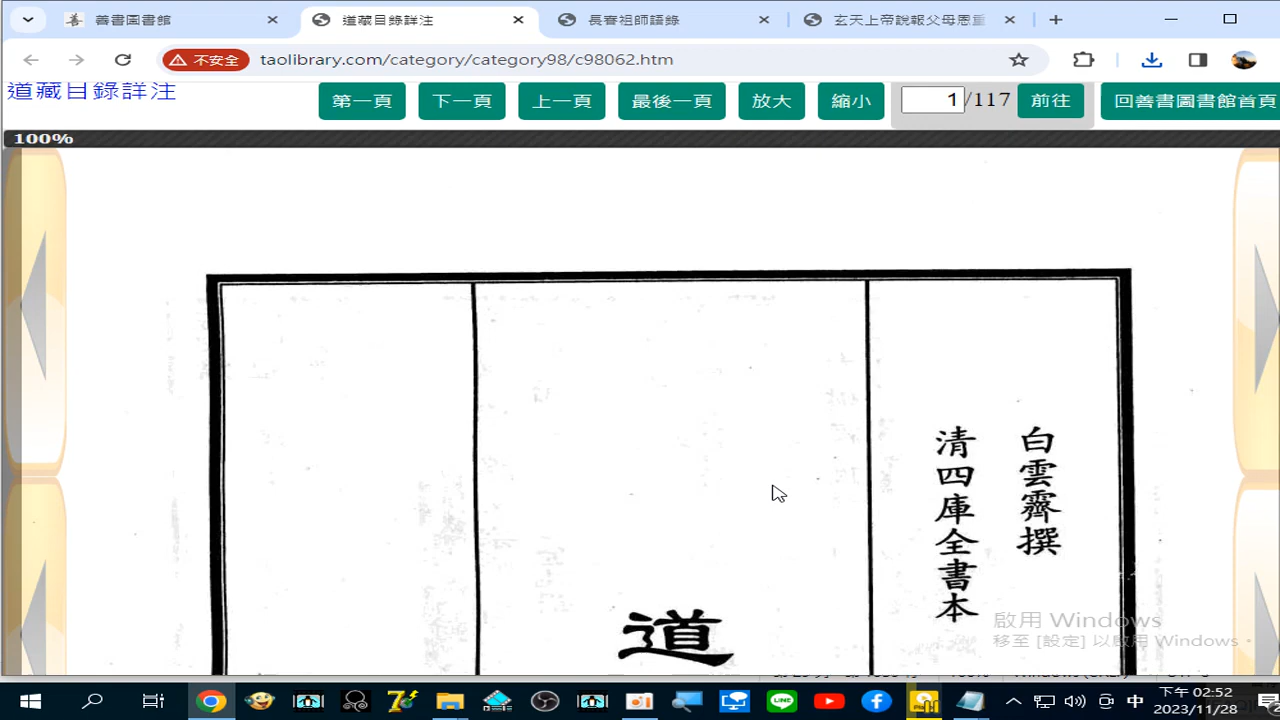 善書圖書館
道藏目錄詳注
長春祖師語錄
玄天上帝說報父母恩重
不安全
taolibrary.com/category/category98/c98062.htm
道藏目錄詳注
第一頁
下一頁
上一頁
最後一頁
放大
縮小
1/117
前往
回善書圖書館首頁
100%
白雲霽撰
清四庫全書本
道
啟用 Windows
移至 [設定] 以啟用 Windows。
中
下午 02:52
2023/11/28